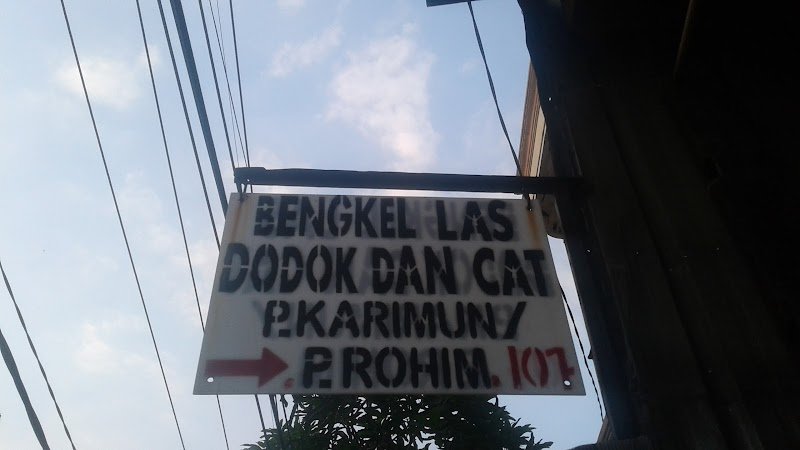 BENGKEL LAS
DODOK DAN CAT
P.KARIMUN/
P.ROHIM. 107